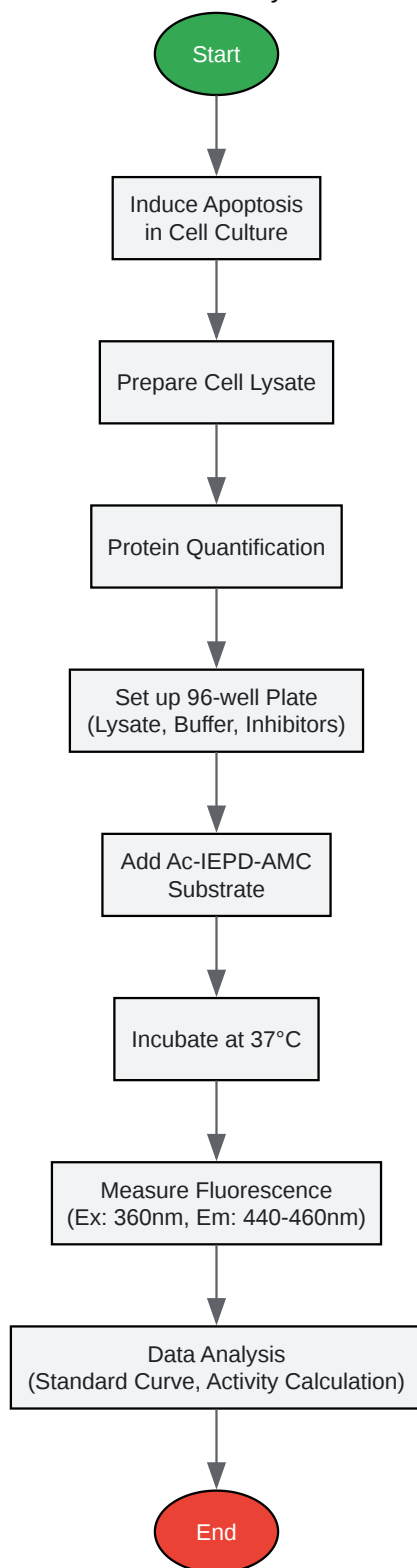 Start
Induce Apoptosis
in Cell Culture
Prepare Cell Lysate
Protein Quantification
Set up 96-well Plate
(Lysate, Buffer, Inhibitors)
Add Ac-IEPD-AMC
Substrate
Incubate at 37°C
Measure Fluorescence
(Ex: 360nm, Em: 440-460nm)
Data Analysis
(Standard Curve, Activity Calculation)
End